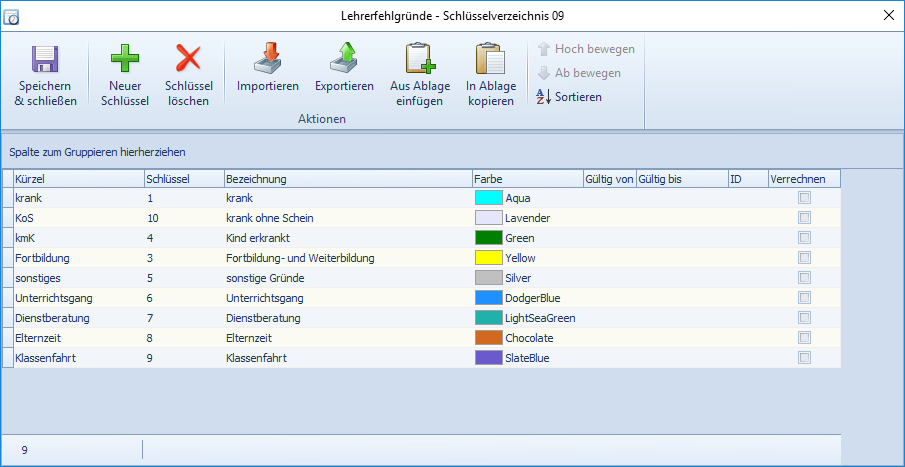 Lehrerfehlgründe - Schlüsselverzeichnis 09
Speichern
& schließen
Neuer
Schlüssel
Schlüssel
löschen
Importieren
Exportieren
Aus Ablage
einfügen
In Ablage
kopieren
Hoch bewegen
Ab bewegen
Sortieren
Aktionen
Spalte zum Gruppieren hierherziehen
Kürzel Schlüssel Bezeichnung Farbe Gültig von Gültig bis ID Verrechnen
krank 1 krank Aqua
KoS 10 krank ohne Schein Lavender
kmK 4 Kind erkrankt Green
Fortbildung 3 Fortbildung- und Weiterbildung Yellow
sonstiges 5 sonstige Gründe Silver
Unterrichtsgang 6 Unterrichtsgang DodgerBlue
Dienstberatung 7 Dienstberatung LightSeaGreen
Elternzeit 8 Elternzeit Chocolate
Klassenfahrt 9 Klassenfahrt SlateBlue
9